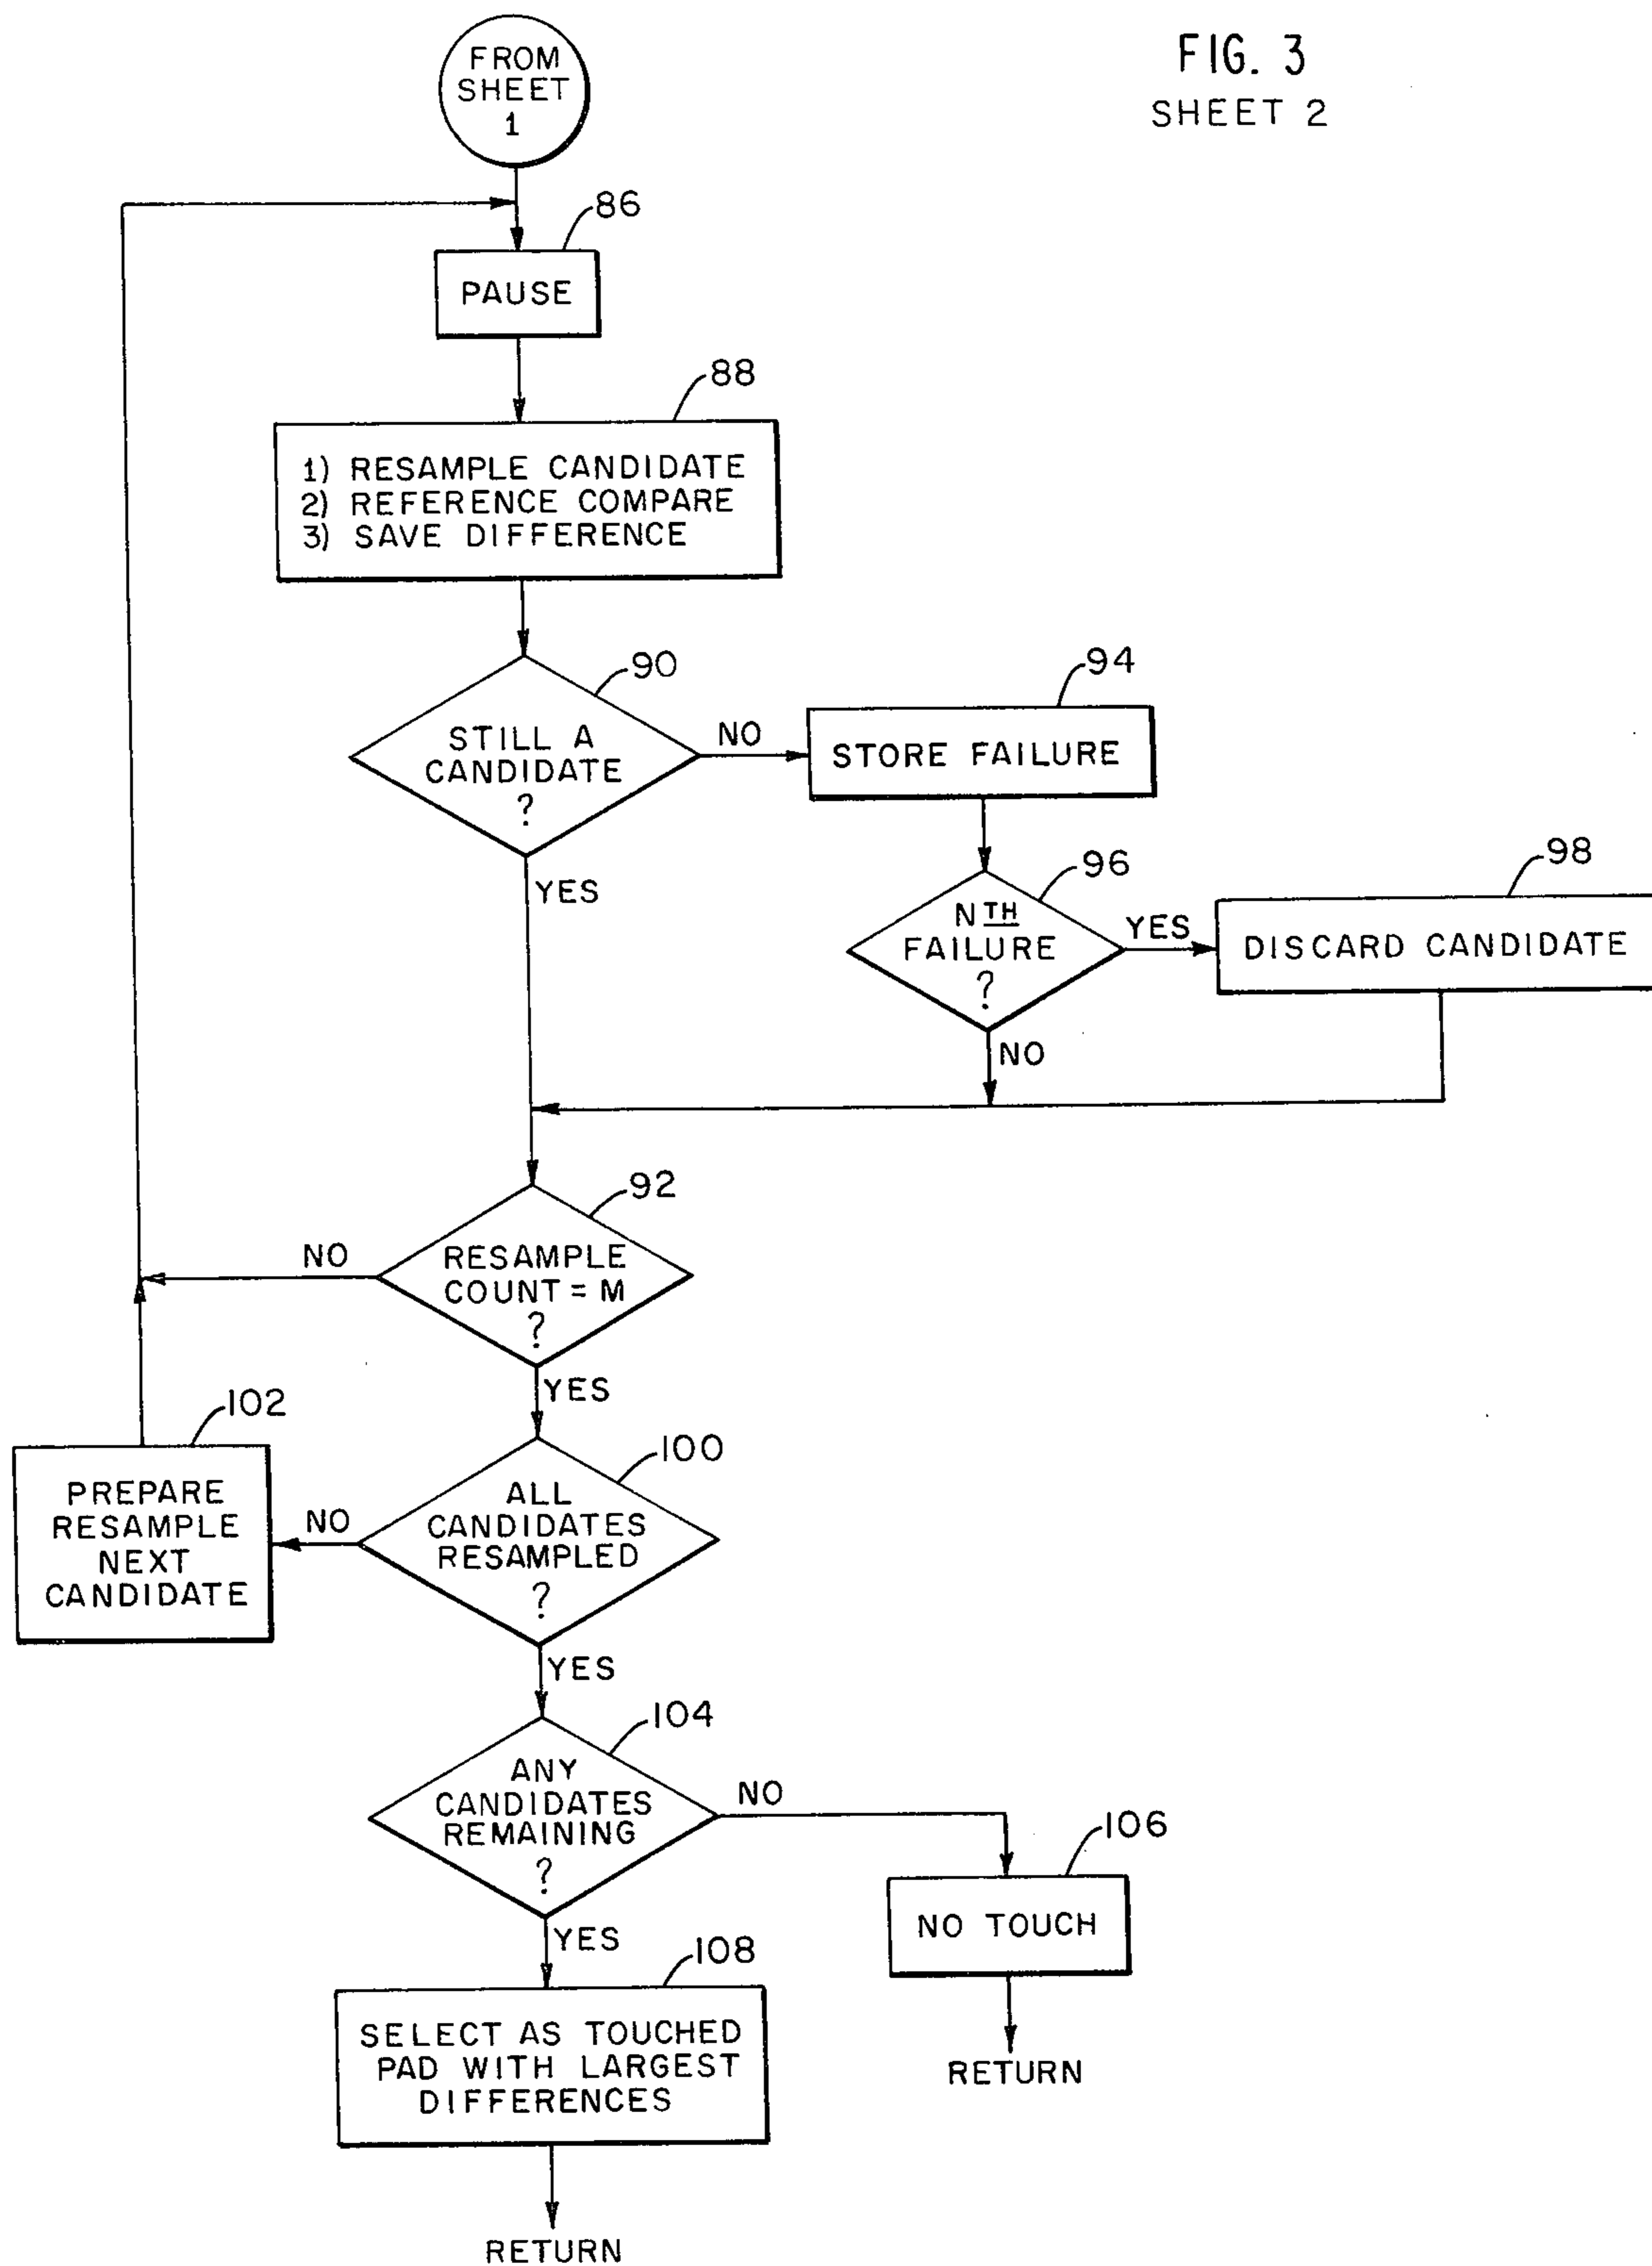 FIG. 3
SHEET 2
FROM
SHEET
1
86
PAUSE
88
1) RESAMPLE CANDIDATE
2) REFERENCE COMPARE
3) SAVE DIFFERENCE
90
STILL A
CANDIDATE
?
NO
YES
94
STORE FAILURE
96
NTH
FAILURE
?
YES
NO
98
DISCARD CANDIDATE
92
RESAMPLE
COUNT = M
?
NO
YES
102
PREPARE
RESAMPLE
NEXT
CANDIDATE
100
ALL
CANDIDATES
RESAMPLED
?
NO
YES
104
ANY
CANDIDATES
REMAINING
?
NO
YES
106
NO TOUCH
RETURN
108
SELECT AS TOUCHED
PAD WITH LARGEST
DIFFERENCES
RETURN